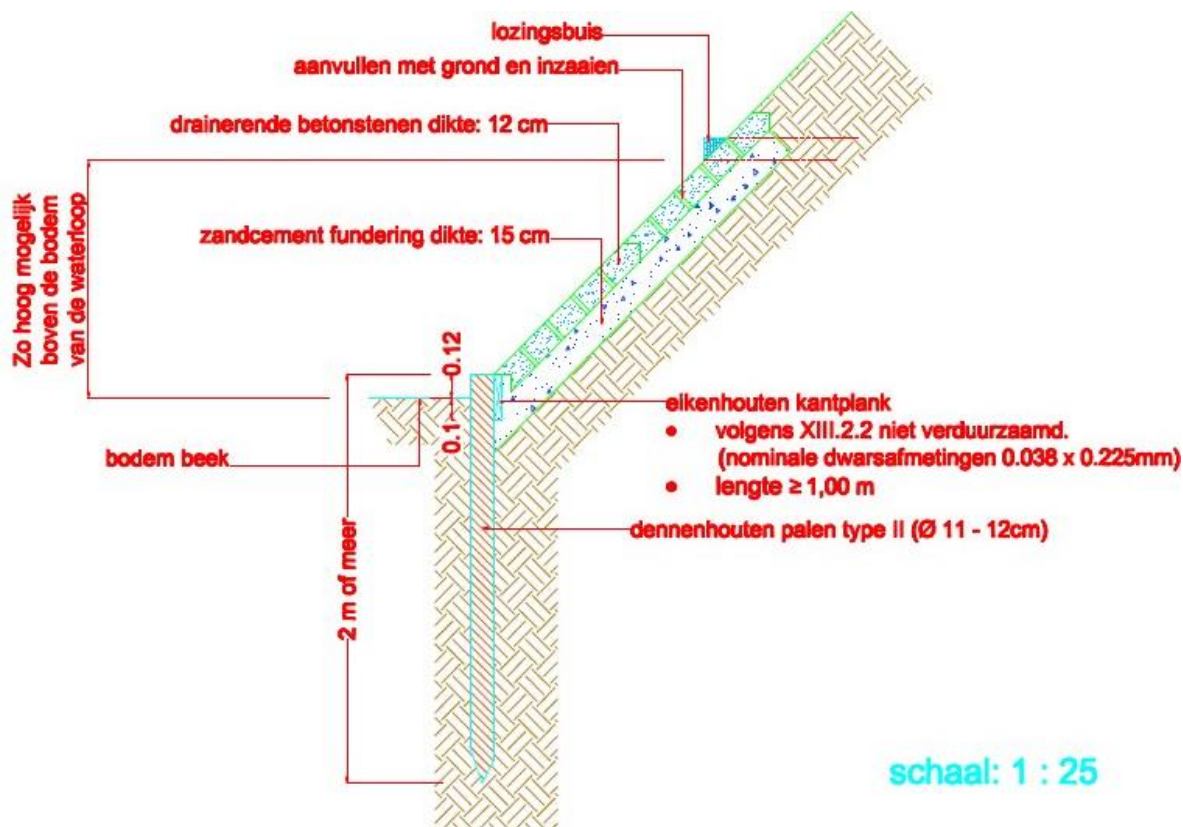 lozingsbuis
aanvullen met grond en inzaaien
drainerende betonstenen dikte: 12 cm
zandcement fundering dikte: 15 cm
Zo hoog mogelijk
boven de bodem
van de waterloop
0.12
0.1
bodem beek
2 m of meer
eikenhouten kantplank
• volgens XIII.2.2 niet verduurzaamd.
(nominale dwarsafmetingen 0.038 x 0.225mm)
• lengte ≥ 1,00 m
dennenhouten palen type II (Ø 11 - 12cm)
schaal: 1 : 25